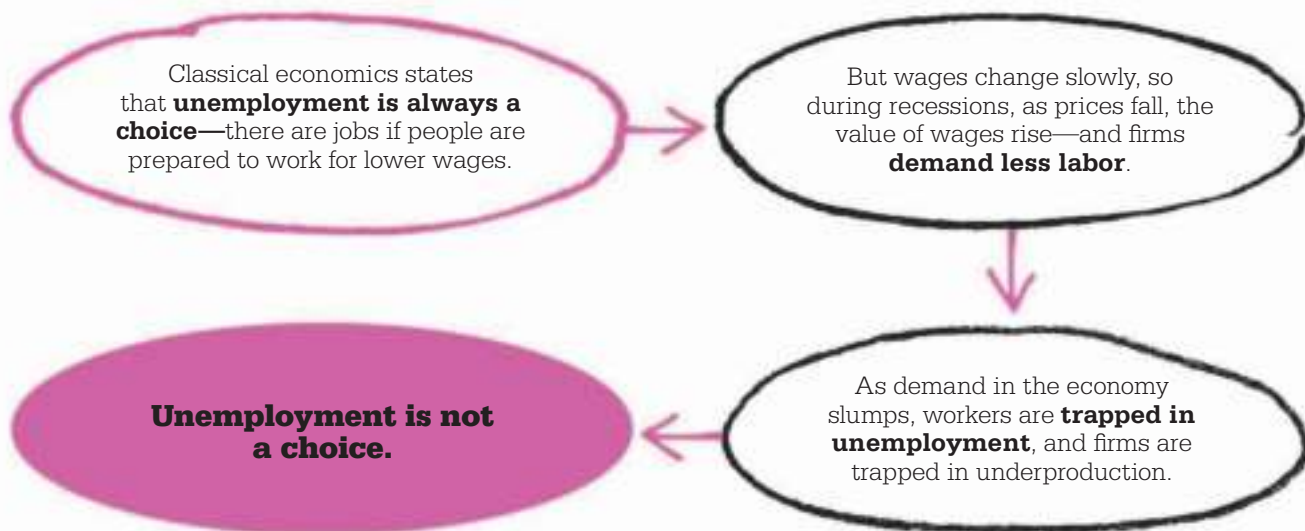 Classical economics states
that unemployment is always a
choice—there are jobs if people are
prepared to work for lower wages.
But wages change slowly, so
during recessions, as prices fall, the
value of wages rise—and firms
demand less labor.
As demand in the economy
slumps, workers are trapped in
unemployment, and firms are
trapped in underproduction.
Unemployment is not
a choice.